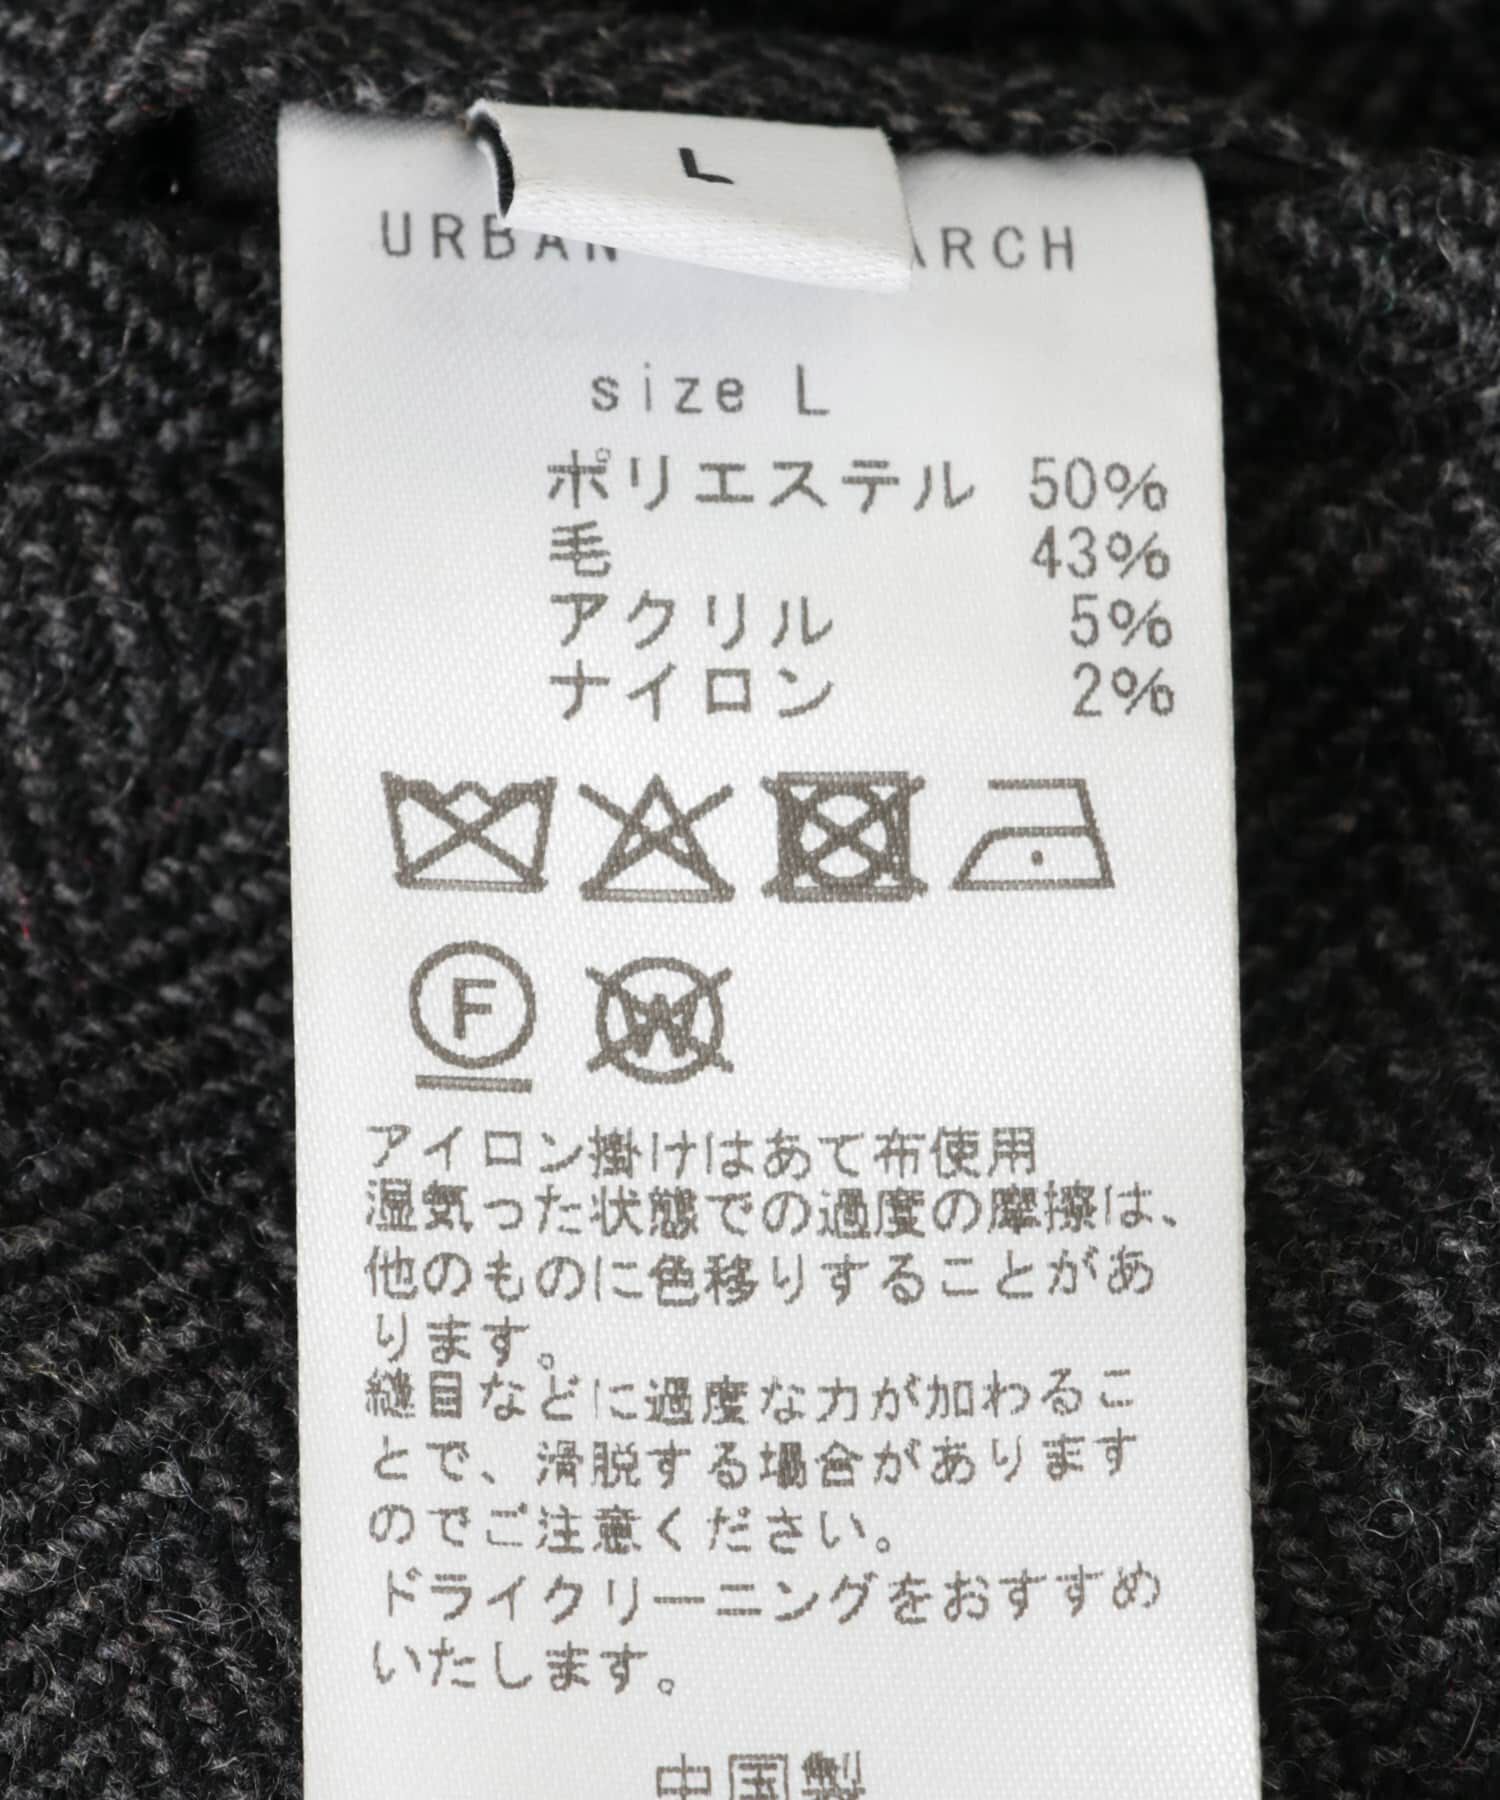 L
URBAN ARCH
size L
ポリエステル 50%
毛 43%
アクリル 5%
ナイロン 2%
F
W
アイロン掛けはあて布使用
湿気った状態での過度の摩擦は、
他のものに色移りすることがあ
ります。
縫目などに過度な力が加わるこ
とで、滑脱する場合があります
のでご注意ください。
ドライクリーニングをおすすめ
いたします。
中国製